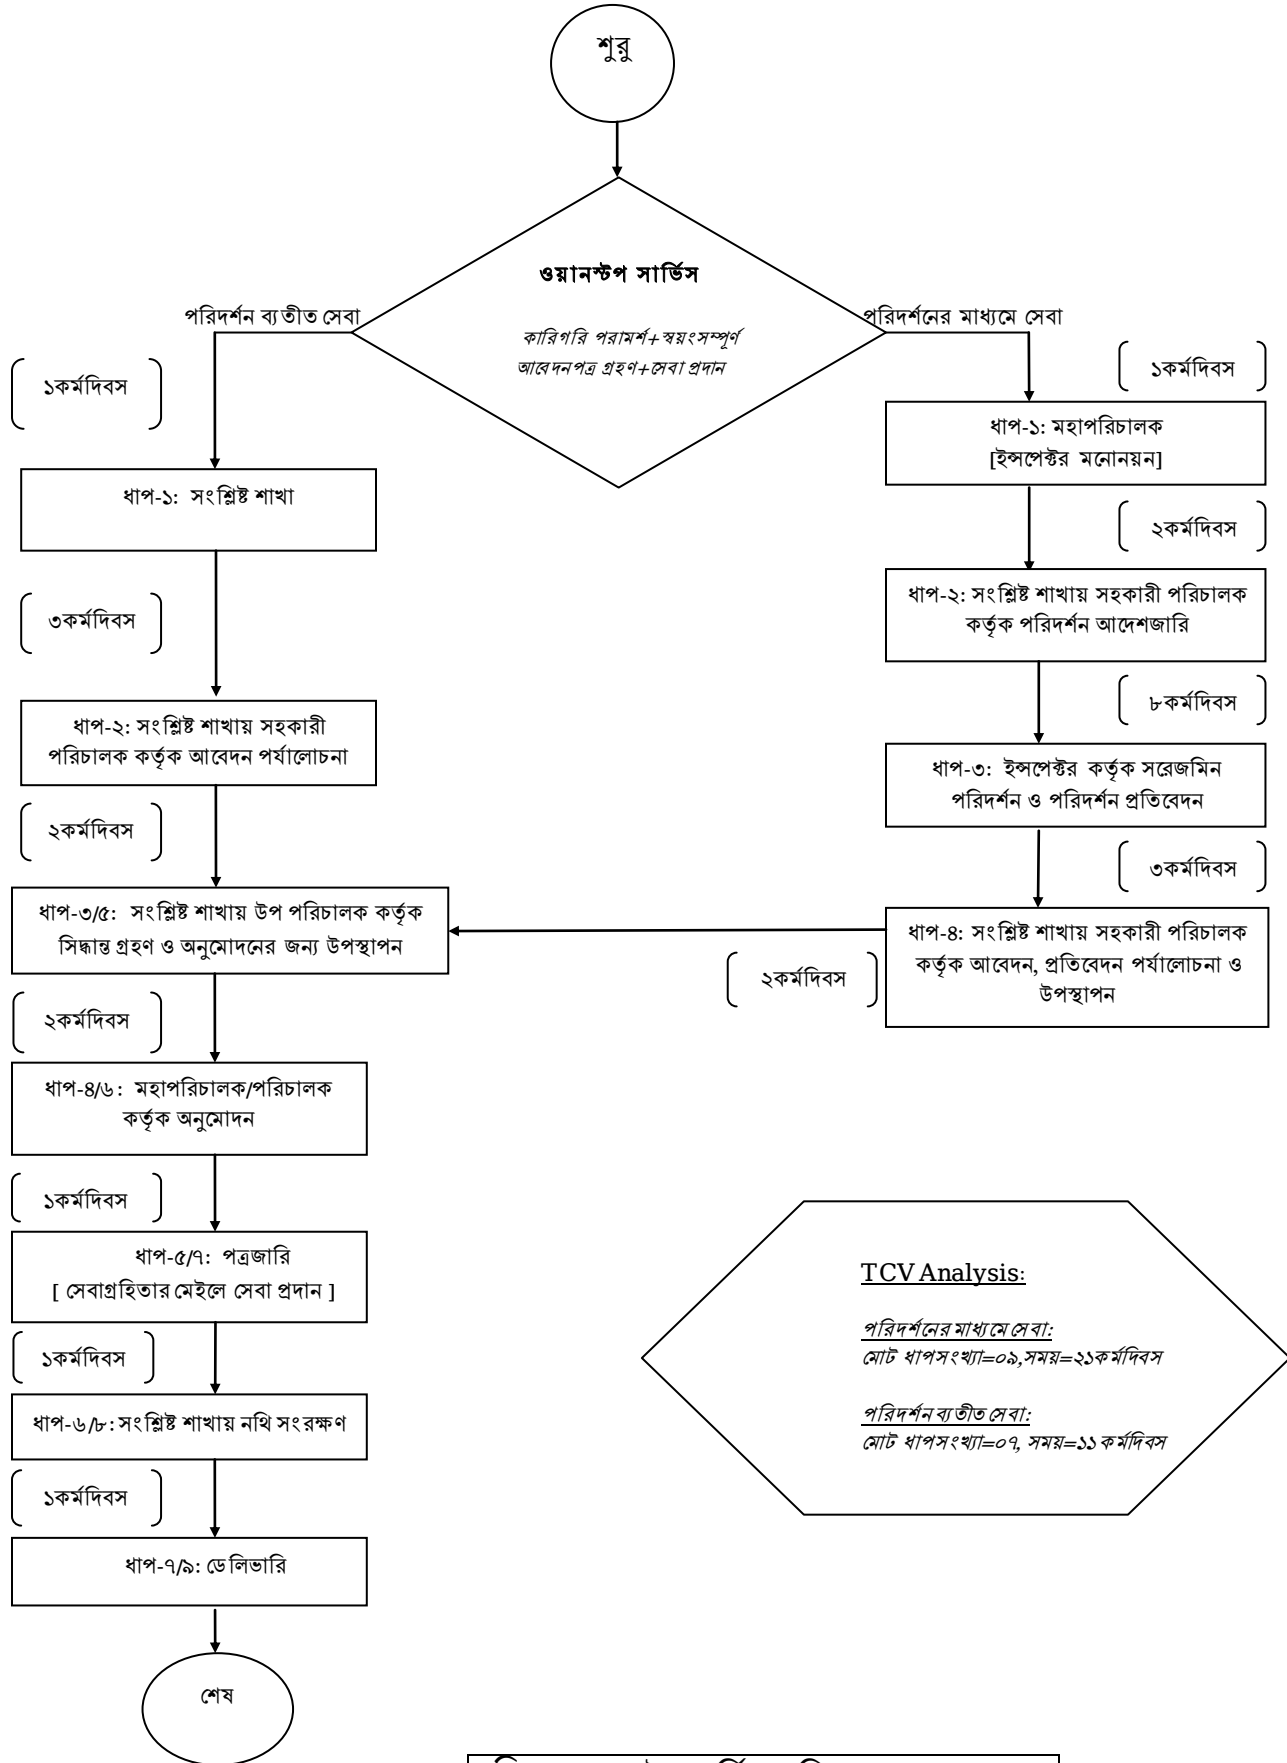 শুরু
ওয়ানস্টপ সার্ভিস
কারিগরি পরামর্শ+স্বয়ংসম্পূর্ণ
আবেদনপত্র গ্রহণ+সেবা প্রদান
পরিদর্শন ব্যতীত সেবা
১কর্মদিবস
ধাপ-১: সংশ্লিষ্ট শাখা
৩কর্মদিবস
ধাপ-২: সংশ্লিষ্ট শাখায় সহকারী
পরিচালক কর্তৃক আবেদন পর্যালোচনা
২কর্মদিবস
পরিদর্শনের মাধ্যমে সেবা
১কর্মদিবস
ধাপ-১: মহাপরিচালক
[ইন্সপেক্টর মনোনয়ন]
২কর্মদিবস
ধাপ-২: সংশ্লিষ্ট শাখায় সহকারী পরিচালক
কর্তৃক পরিদর্শন আদেশজারি
৮কর্মদিবস
ধাপ-৩: ইন্সপেক্টর কর্তৃক সরেজমিন
পরিদর্শন ও পরিদর্শন প্রতিবেদন
৩কর্মদিবস
ধাপ-৪: সংশ্লিষ্ট শাখায় সহকারী পরিচালক
কর্তৃক আবেদন, প্রতিবেদন পর্যালোচনা ও
উপস্থাপন
২কর্মদিবস
ধাপ-৩/৫: সংশ্লিষ্ট শাখায় উপ পরিচালক কর্তৃক
সিদ্ধান্ত গ্রহণ ও অনুমোদনের জন্য উপস্থাপন
২কর্মদিবস
ধাপ-৪/৬: মহাপরিচালক/পরিচালক
কর্তৃক অনুমোদন
১কর্মদিবস
ধাপ-৫/৭: পত্রজারি
[ সেবাগ্রহিতার মেইলে সেবা প্রদান ]
১কর্মদিবস
ধাপ-৬/৮: সংশ্লিষ্ট শাখায় নথি সংরক্ষণ
১কর্মদিবস
ধাপ-৭/৯: ডেলিভারি
শেষ
TCV Analysis:
পরিদর্শনের মাধ্যমে সেবা:
মোট ধাপসংখ্যা=০৯,সময়=২১কর্মদিবস
পরিদর্শন ব্যতীত সেবা:
মোট ধাপসংখ্যা=০৭, সময়=১১ কর্মদিবস